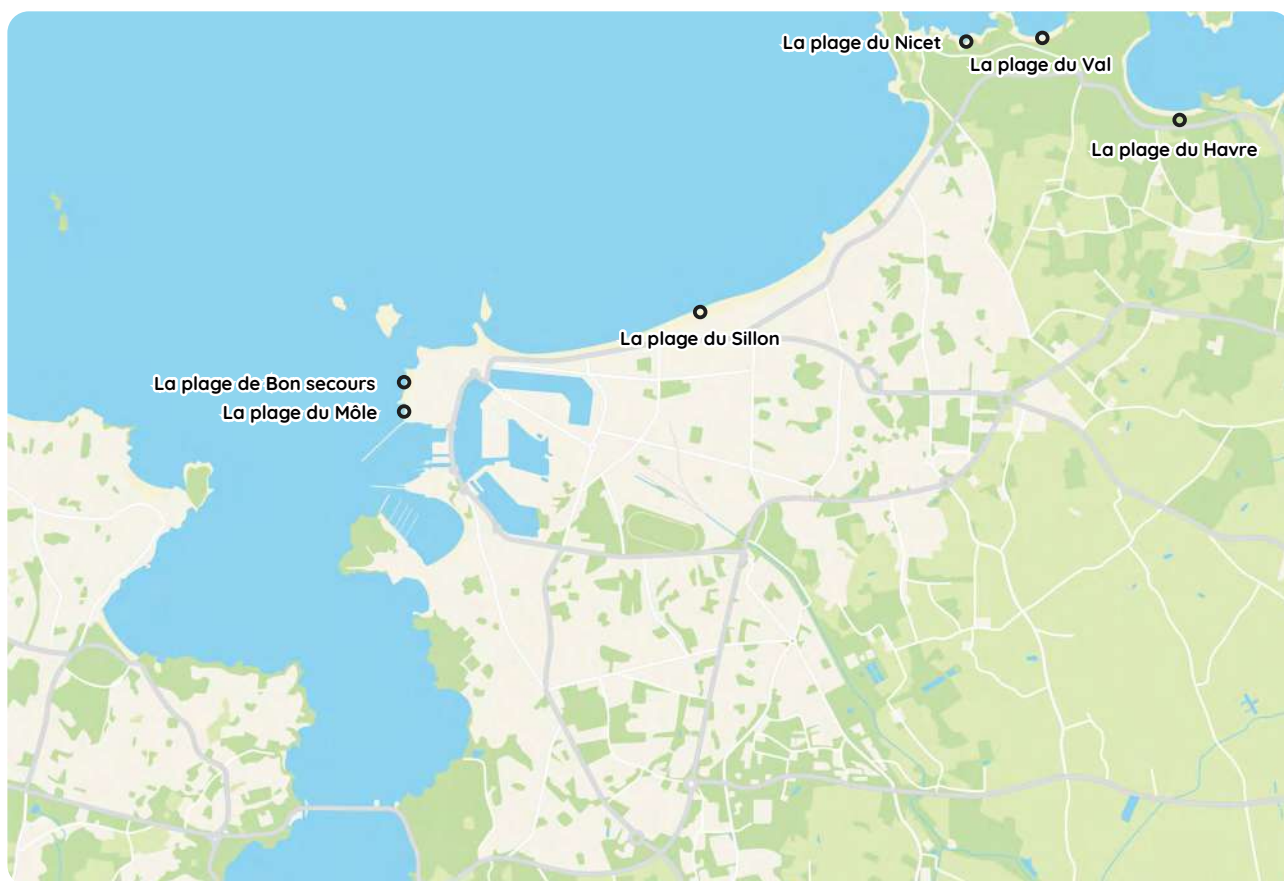 La plage du Nicet
La plage du Val
La plage du Havre
La plage du Sillon
La plage de Bon secours
La plage du Môle